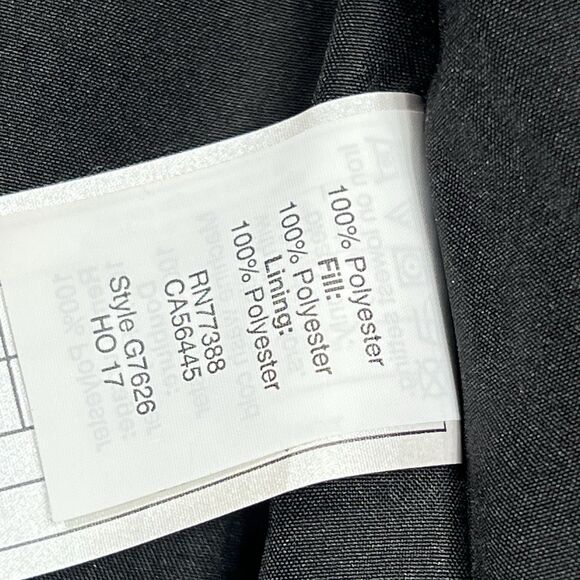 100% Polyester
Fill:
100% Polyester
Lining:
100% Polyester
RN77388
CA56445
Style G7626
HO 17